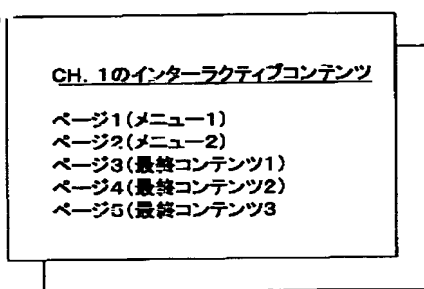 CH. 1のインターラクティブコンテンツ
ページ1(メニュー1)
ページ2(メニュー2)
ページ3(最終コンテンツ1)
ページ4(最終コンテンツ2)
ページ5(最終コンテンツ3